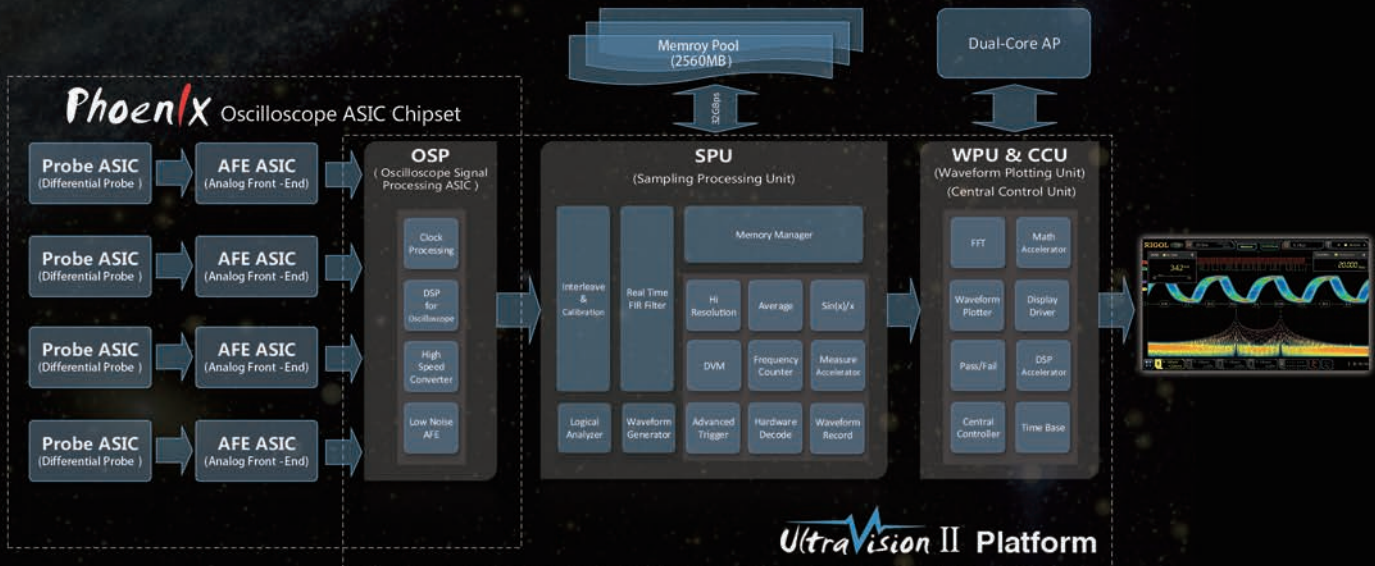 Memroy Pool
(2560MB)
Dual-Core AP
32GBps
Phoenix Oscilloscope ASIC Chipset
Probe ASIC
(Differential Probe )
AFE ASIC
(Analog Front -End)
Probe ASIC
(Differential Probe )
AFE ASIC
(Analog Front -End)
Probe ASIC
(Differential Probe )
AFE ASIC
(Analog Front -End)
Probe ASIC
(Differential Probe )
AFE ASIC
(Analog Front -End)
OSP
( Oscilloscope Signal
Processing ASIC )
Clock
Processing
DSP
for
Oscilloscope
High
Speed
Converter
Low Noise
AFE
SPU
(Sampling Processing Unit)
Interleave
&
Calibration
Real Time
FIR Filter
Memory Manager
Hi
Resolution
Average
Sin(x)/x
DVM
Frequency
Counter
Measure
Accelerator
Logical
Analyzer
Waveform
Generator
Advanced
Trigger
Hardware
Decode
Waveform
Record
WPU & CCU
(Waveform Plotting Unit)
(Central Control Unit)
FFT
Math
Accelerator
Waveform
Plotter
Display
Driver
Pass/Fail
DSP
Accelerator
Central
Controller
Time Base
RIGOL
342
20.000
UltraVision II Platform